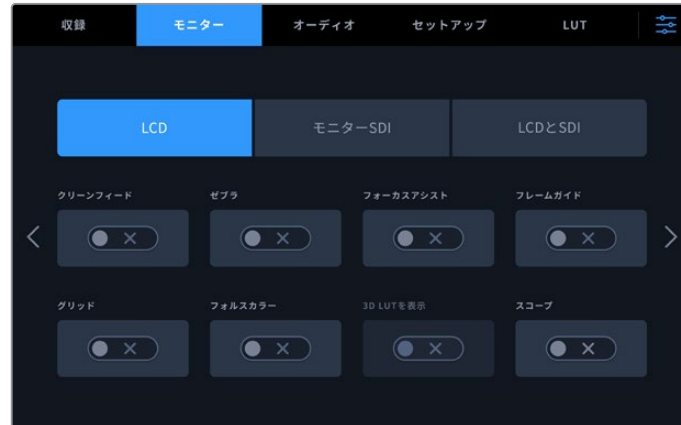 収録 モニター オーディオ セットアップ LUT
LCD モニターSDI LCDとSDI
クリーンフィード ゼブラ フォーカスアシスト フレームガイド
グリッド フォルスカラー 3D LUTを表示 スコープ